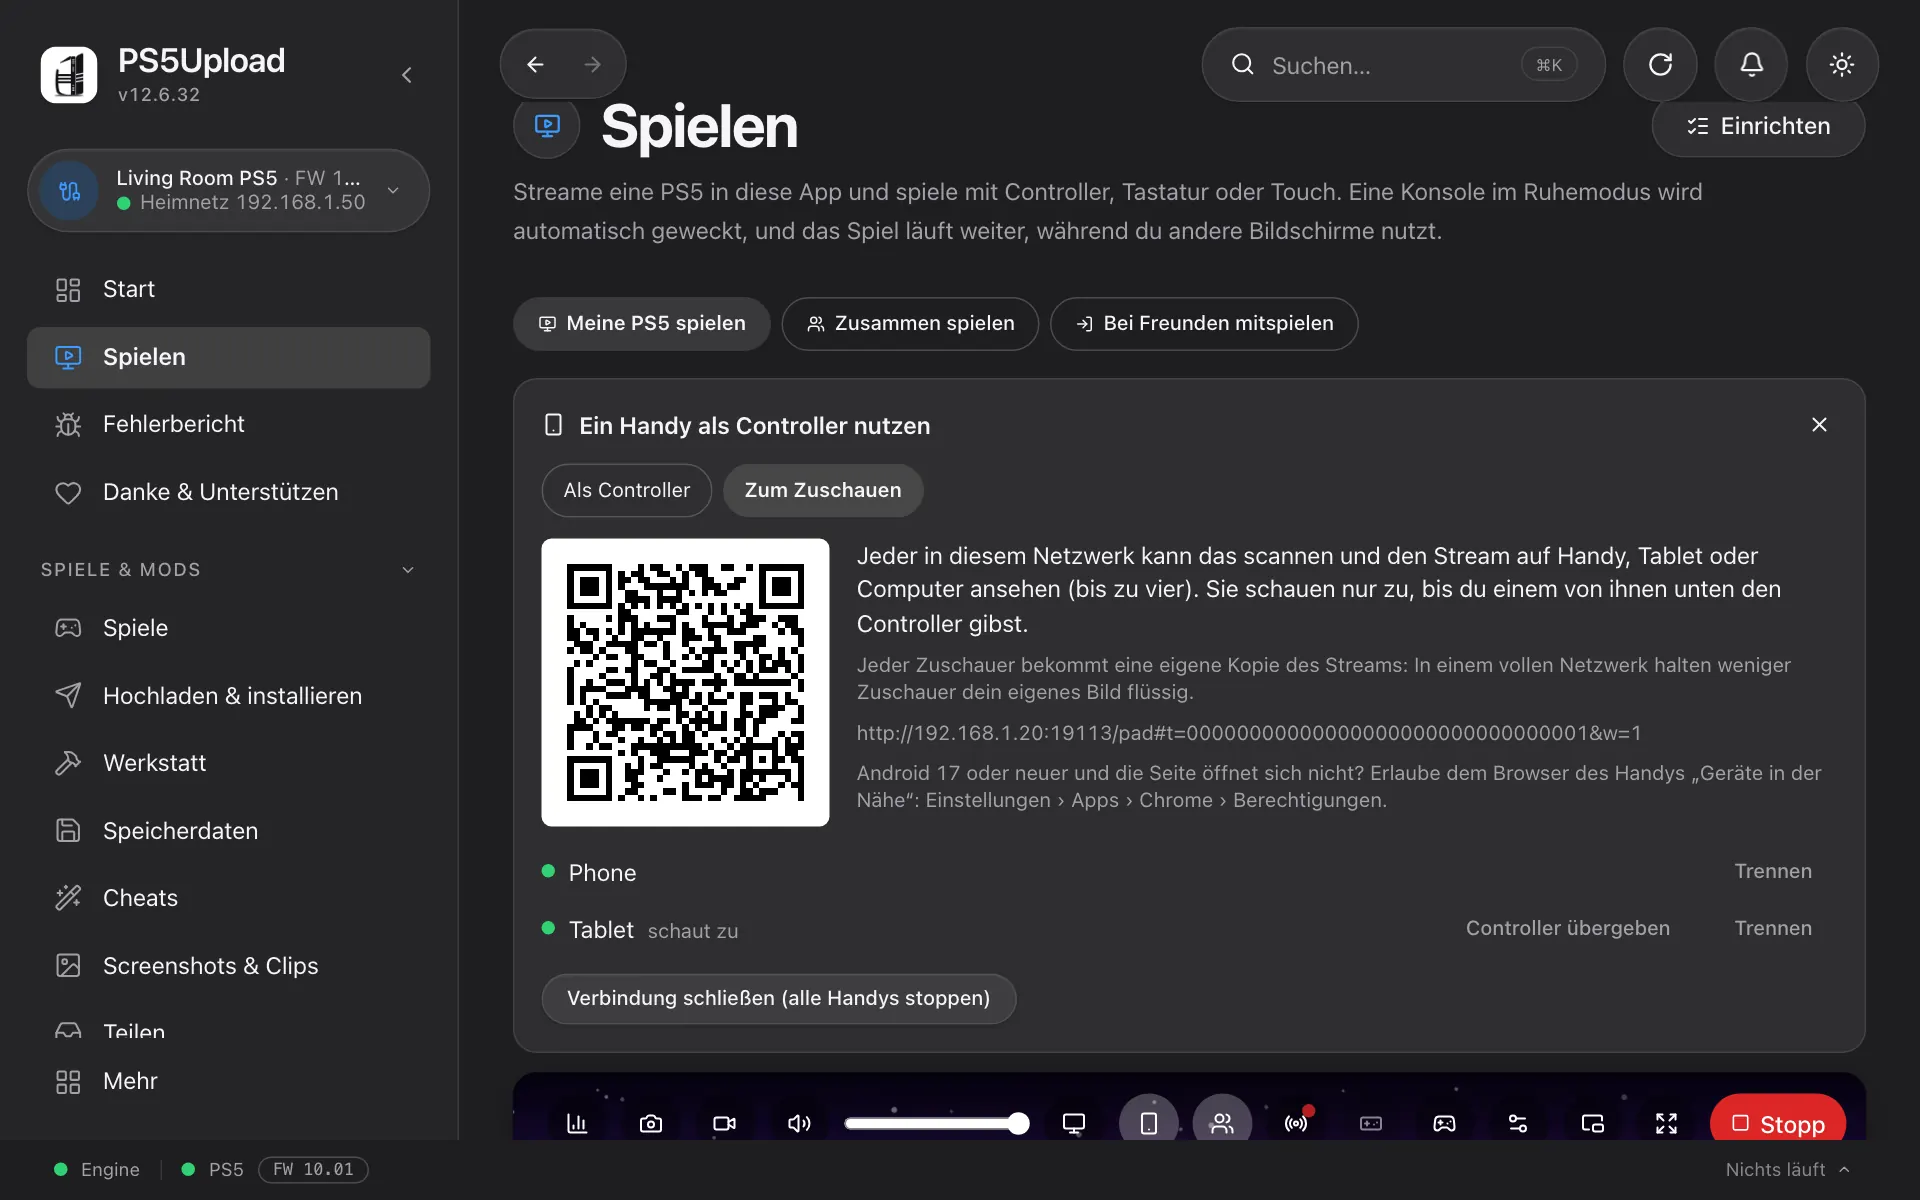 PS5Upload
v12.6.32
Living Room PS5 · FW 1...
Heimnetz 192.168.1.50
Start
Spielen
Fehlerbericht
Danke & Unterstützen
SPIELE & MODS
Spiele
Hochladen & installieren
Werkstatt
Speicherdaten
Cheats
Screenshots & Clips
Teilen
Mehr
Suchen...
⌘K
Spielen
Einrichten
Streame eine PS5 in diese App und spiele mit Controller, Tastatur oder Touch. Eine Konsole im Ruhemodus wird
automatisch geweckt, und das Spiel läuft weiter, während du andere Bildschirme nutzt.
Meine PS5 spielen
Zusammen spielen
Bei Freunden mitspielen
Ein Handy als Controller nutzen
Als Controller
Zum Zuschauen
Jeder in diesem Netzwerk kann das scannen und den Stream auf Handy, Tablet oder
Computer ansehen (bis zu vier). Sie schauen nur zu, bis du einem von ihnen unten den
Controller gibst.
Jeder Zuschauer bekommt eine eigene Kopie des Streams: In einem vollen Netzwerk halten weniger
Zuschauer dein eigenes Bild flüssig.
http://192.168.1.20:19113/pad#t=00000000000000000000000000000001&w=1
Android 17 oder neuer und die Seite öffnet sich nicht? Erlaube dem Browser des Handys „Geräte in der
Nähe“: Einstellungen › Apps › Chrome › Berechtigungen.
Phone
Trennen
Tablet schaut zu
Controller übergeben
Trennen
Verbindung schließen (alle Handys stoppen)
Stopp
Engine
PS5
FW 10.01
Nichts läuft